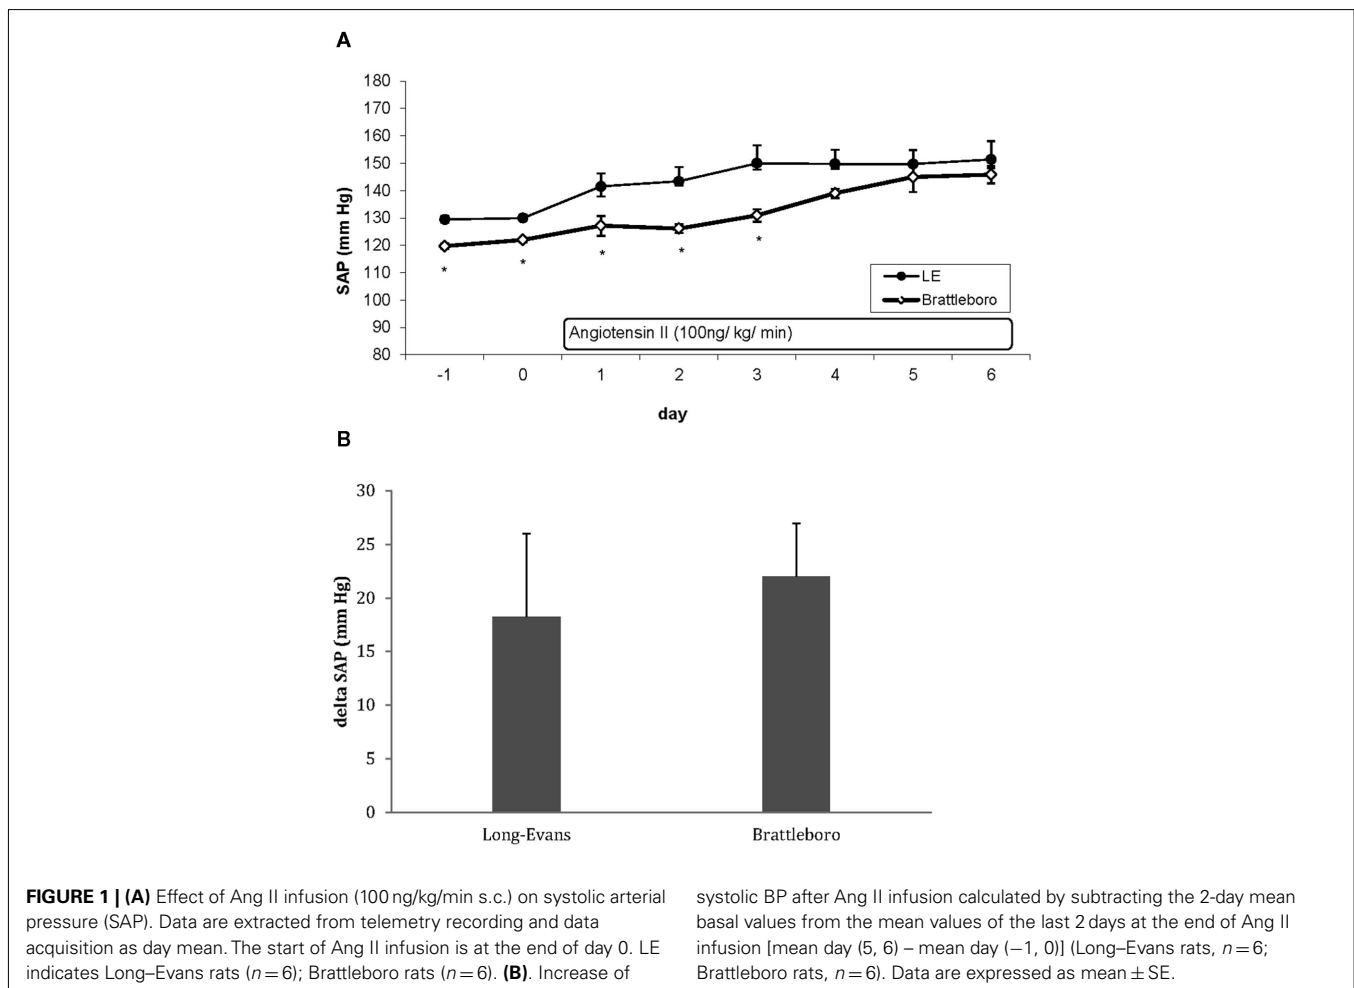 A
180
170
160
150
140
130
120
110
100
90
80
SAP (mm Hg)
* * * * *
LE
Brattleboro
Angiotensin II (100ng/ kg/ min)
-1 0 1 2 3 4 5 6
day
B
30
25
20
15
10
5
0
delta SAP (mm Hg)
Long-Evans Brattleboro
FIGURE 1 | (A) Effect of Ang II infusion (100 ng/kg/min s.c.) on systolic arterial
pressure (SAP). Data are extracted from telemetry recording and data
acquisition as day mean. The start of Ang II infusion is at the end of day 0. LE
indicates Long–Evans rats (n = 6); Brattleboro rats (n = 6). (B). Increase of
systolic BP after Ang II infusion calculated by subtracting the 2-day mean
basal values from the mean values of the last 2 days at the end of Ang II
infusion [mean day (5, 6) – mean day (−1, 0)] (Long–Evans rats, n = 6;
Brattleboro rats, n = 6). Data are expressed as mean ± SE.